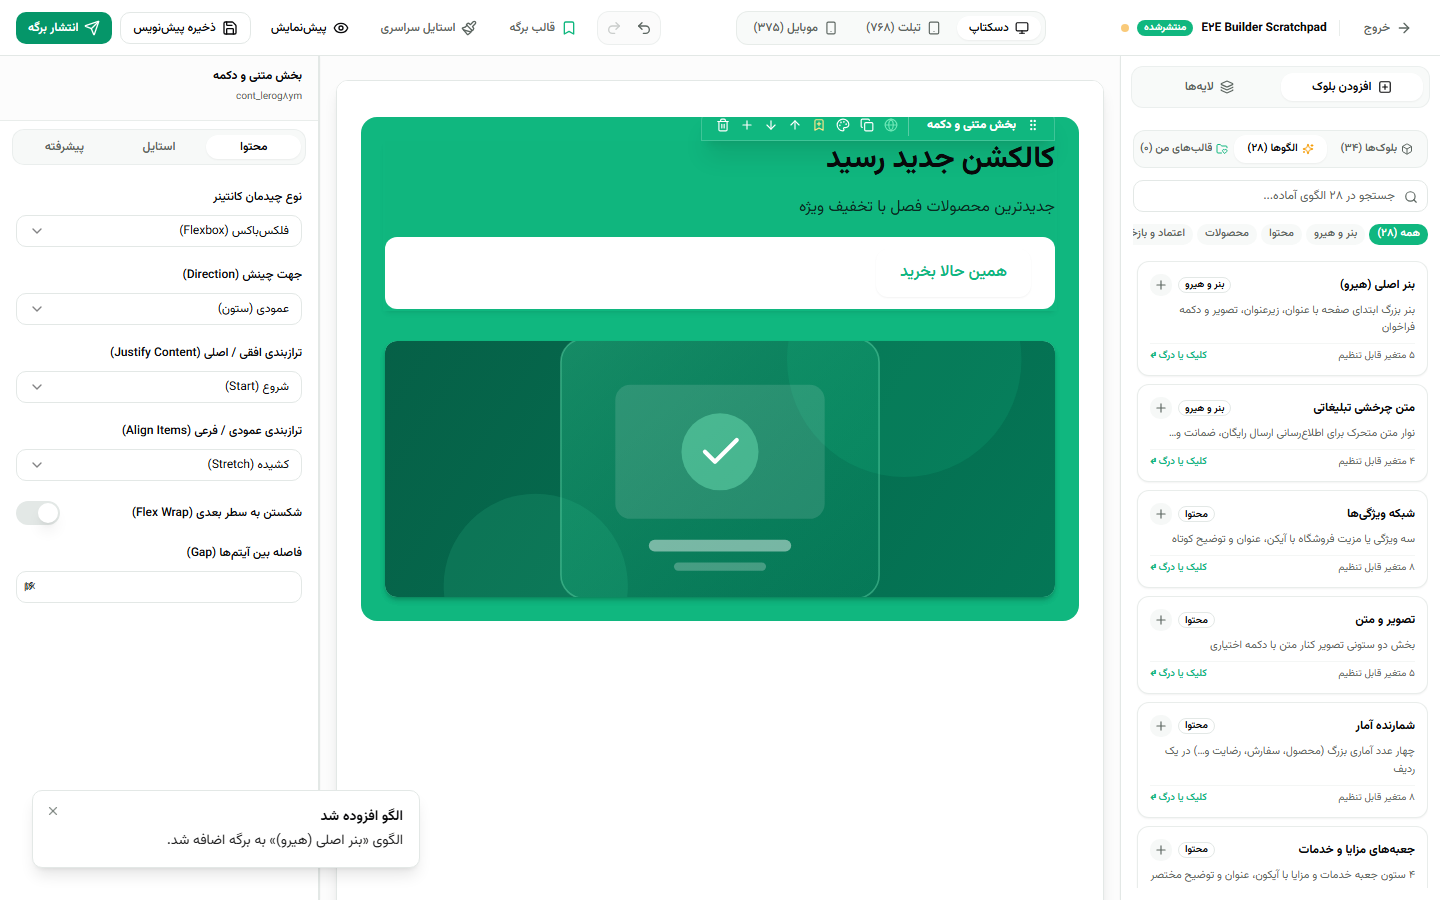 خروج
E۲E Builder Scratchpad
منتشرشده
دسکتاپ
تبلت (۷۶۸)
موبایل (۳۷۵)
قالب برگه
استایل سراسری
پیش‌نمایش
ذخیره پیش‌نویس
انتشار برگه
افزودن بلوک
لایه‌ها
بلوک‌ها (۳۴)
الگوها (۲۸)
قالب‌های من (۰)
جستجو در ۲۸ الگوی آماده...
همه (۲۸)
بنر و هیرو
محتوا
محصولات
اعتماد و بازخ
بنر اصلی (هیرو)
بنر و هیرو
بنر بزرگ ابتدای صفحه با عنوان، زیرعنوان، تصویر و دکمه
فراخوان
۵ متغیر قابل تنظیم
کلیک یا درگ
متن چرخشی تبلیغاتی
بنر و هیرو
نوار متن متحرک برای اطلاع‌رسانی ارسال رایگان، ضمانت و...
۴ متغیر قابل تنظیم
کلیک یا درگ
شبکه ویژگی‌ها
محتوا
سه ویژگی یا مزیت فروشگاه با آیکن، عنوان و توضیح کوتاه
۸ متغیر قابل تنظیم
کلیک یا درگ
تصویر و متن
محتوا
بخش دو ستونی تصویر کنار متن با دکمه اختیاری
۵ متغیر قابل تنظیم
کلیک یا درگ
شمارنده آمار
محتوا
چهار عدد آماری بزرگ (محصول، سفارش، رضایت و...) در یک
ردیف
۸ متغیر قابل تنظیم
کلیک یا درگ
جعبه‌های مزایا و خدمات
محتوا
۴ ستون جعبه خدمات و مزایا با آیکون، عنوان و توضیح مختصر
بخش متنی و دکمه
کالکشن جدید رسید
جدیدترین محصولات فصل با تخفیف ویژه
همین حالا بخرید
بخش متنی و دکمه
cont_lerog۸ym
محتوا
استایل
پیشرفته
نوع چیدمان کانتینر
فلکس‌باکس (Flexbox)
جهت چینش (Direction)
عمودی (ستون)
ترازبندی افقی / اصلی (Justify Content)
شروع (Start)
ترازبندی عمودی / فرعی (Align Items)
کشیده (Stretch)
شکستن به سطر بعدی (Flex Wrap)
فاصله بین آیتم‌ها (Gap)
الگو افزوده شد
الگوی «بنر اصلی (هیرو)» به برگه اضافه شد.